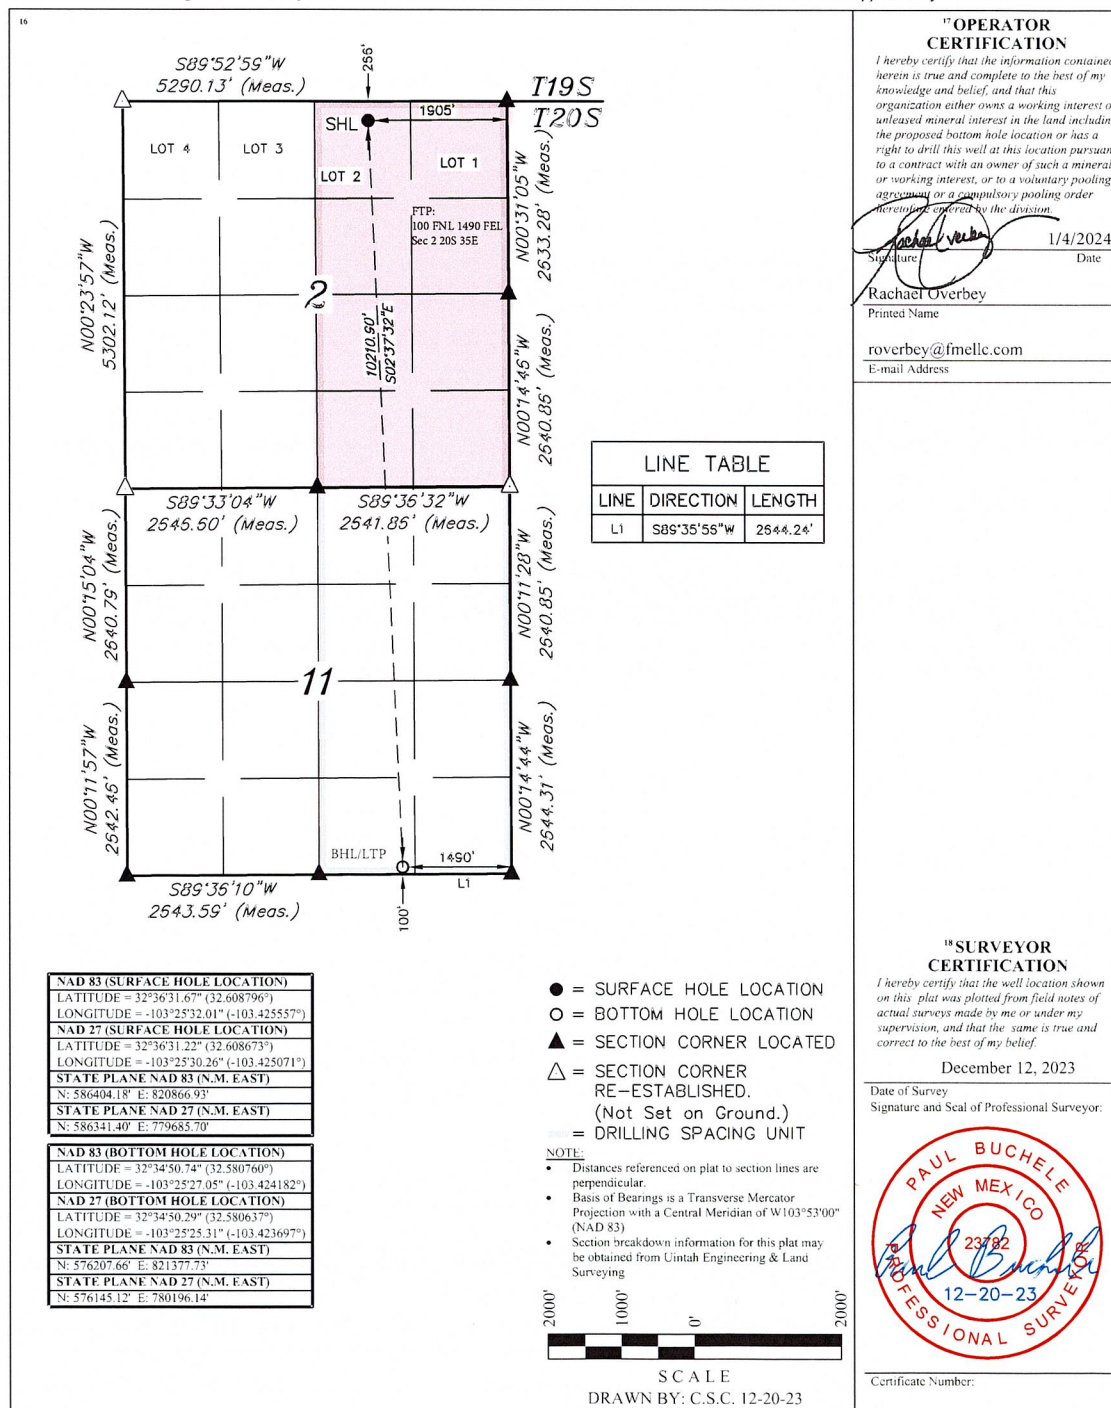 16
S89°52'59"W
5290.13' (Meas.)
256'
T19S
T20S
1905'
SHL
LOT 4
LOT 3
LOT 2
LOT 1
FTP:
100 FNL 1490 FEL
Sec 2 20S 35E
N00°31'05"W
2633.28' (Meas.)
N00°23'57"W
5302.12' (Meas.)
2
10210.90'
S02°37'32"E
N00°14'46"W
2640.85' (Meas.)
S89°33'04"W
2645.60' (Meas.)
S89°36'32"W
2641.86' (Meas.)
LINE TABLE
LINE DIRECTION LENGTH
L1 S89°35'55"W 2644.24'
N00°15'04"W
2640.79' (Meas.)
N00°11'28"W
2640.85' (Meas.)
11
N00°11'57"W
2642.46' (Meas.)
N00°14'44"W
2644.31' (Meas.)
BHL/LTP
1490'
L1
S89°36'10"W
2643.59' (Meas.)
100'
NAD 83 (SURFACE HOLE LOCATION)
LATITUDE = 32°36'31.67" (32.608796°)
LONGITUDE = -103°25'32.01" (-103.425557°)
NAD 27 (SURFACE HOLE LOCATION)
LATITUDE = 32°36'31.22" (32.608673°)
LONGITUDE = -103°25'30.26" (-103.425071°)
STATE PLANE NAD 83 (N.M. EAST)
N: 586404.18' E: 820866.93'
STATE PLANE NAD 27 (N.M. EAST)
N: 586341.40' E: 779685.70'
NAD 83 (BOTTOM HOLE LOCATION)
LATITUDE = 32°34'50.74" (32.580760°)
LONGITUDE = -103°25'27.05" (-103.424182°)
NAD 27 (BOTTOM HOLE LOCATION)
LATITUDE = 32°34'50.29" (32.580637°)
LONGITUDE = -103°25'25.31" (-103.423697°)
STATE PLANE NAD 83 (N.M. EAST)
N: 576207.66' E: 821377.73'
STATE PLANE NAD 27 (N.M. EAST)
N: 576145.12' E: 780196.14'
● = SURFACE HOLE LOCATION
○ = BOTTOM HOLE LOCATION
▲ = SECTION CORNER LOCATED
△ = SECTION CORNER
RE-ESTABLISHED.
(Not Set on Ground.)
= DRILLING SPACING UNIT
NOTE:
• Distances referenced on plat to section lines are
perpendicular.
• Basis of Bearings is a Transverse Mercator
Projection with a Central Meridian of W103°53'00"
(NAD 83)
• Section breakdown information for this plat may
be obtained from Uintah Engineering & Land
Surveying
2000'
1000'
0'
2000'
SCALE
DRAWN BY: C.S.C. 12-20-23
17 OPERATOR
CERTIFICATION
I hereby certify that the information contained
herein is true and complete to the best of my
knowledge and belief, and that this
organization either owns a working interest o
unleased mineral interest in the land includin
the proposed bottom hole location or has a
right to drill this well at this location pursuan
to a contract with an owner of such a mineral
or working interest, or to a voluntary pooling
agreement or a compulsory pooling order
heretofore entered by the division.
Rachael Overbey
1/4/2024
Signature Date
Rachael Overbey
Printed Name
roverbey@fmellc.com
E-mail Address
18 SURVEYOR
CERTIFICATION
I hereby certify that the well location shown
on this plat was plotted from field notes of
actual surveys made by me or under my
supervision, and that the same is true and
correct to the best of my belief.
December 12, 2023
Date of Survey
Signature and Seal of Professional Surveyor:
PAUL BUCHELE
NEW MEXICO
23782
Paul Buchele
12-20-23
PROFESSIONAL SURVEYOR
Certificate Number: